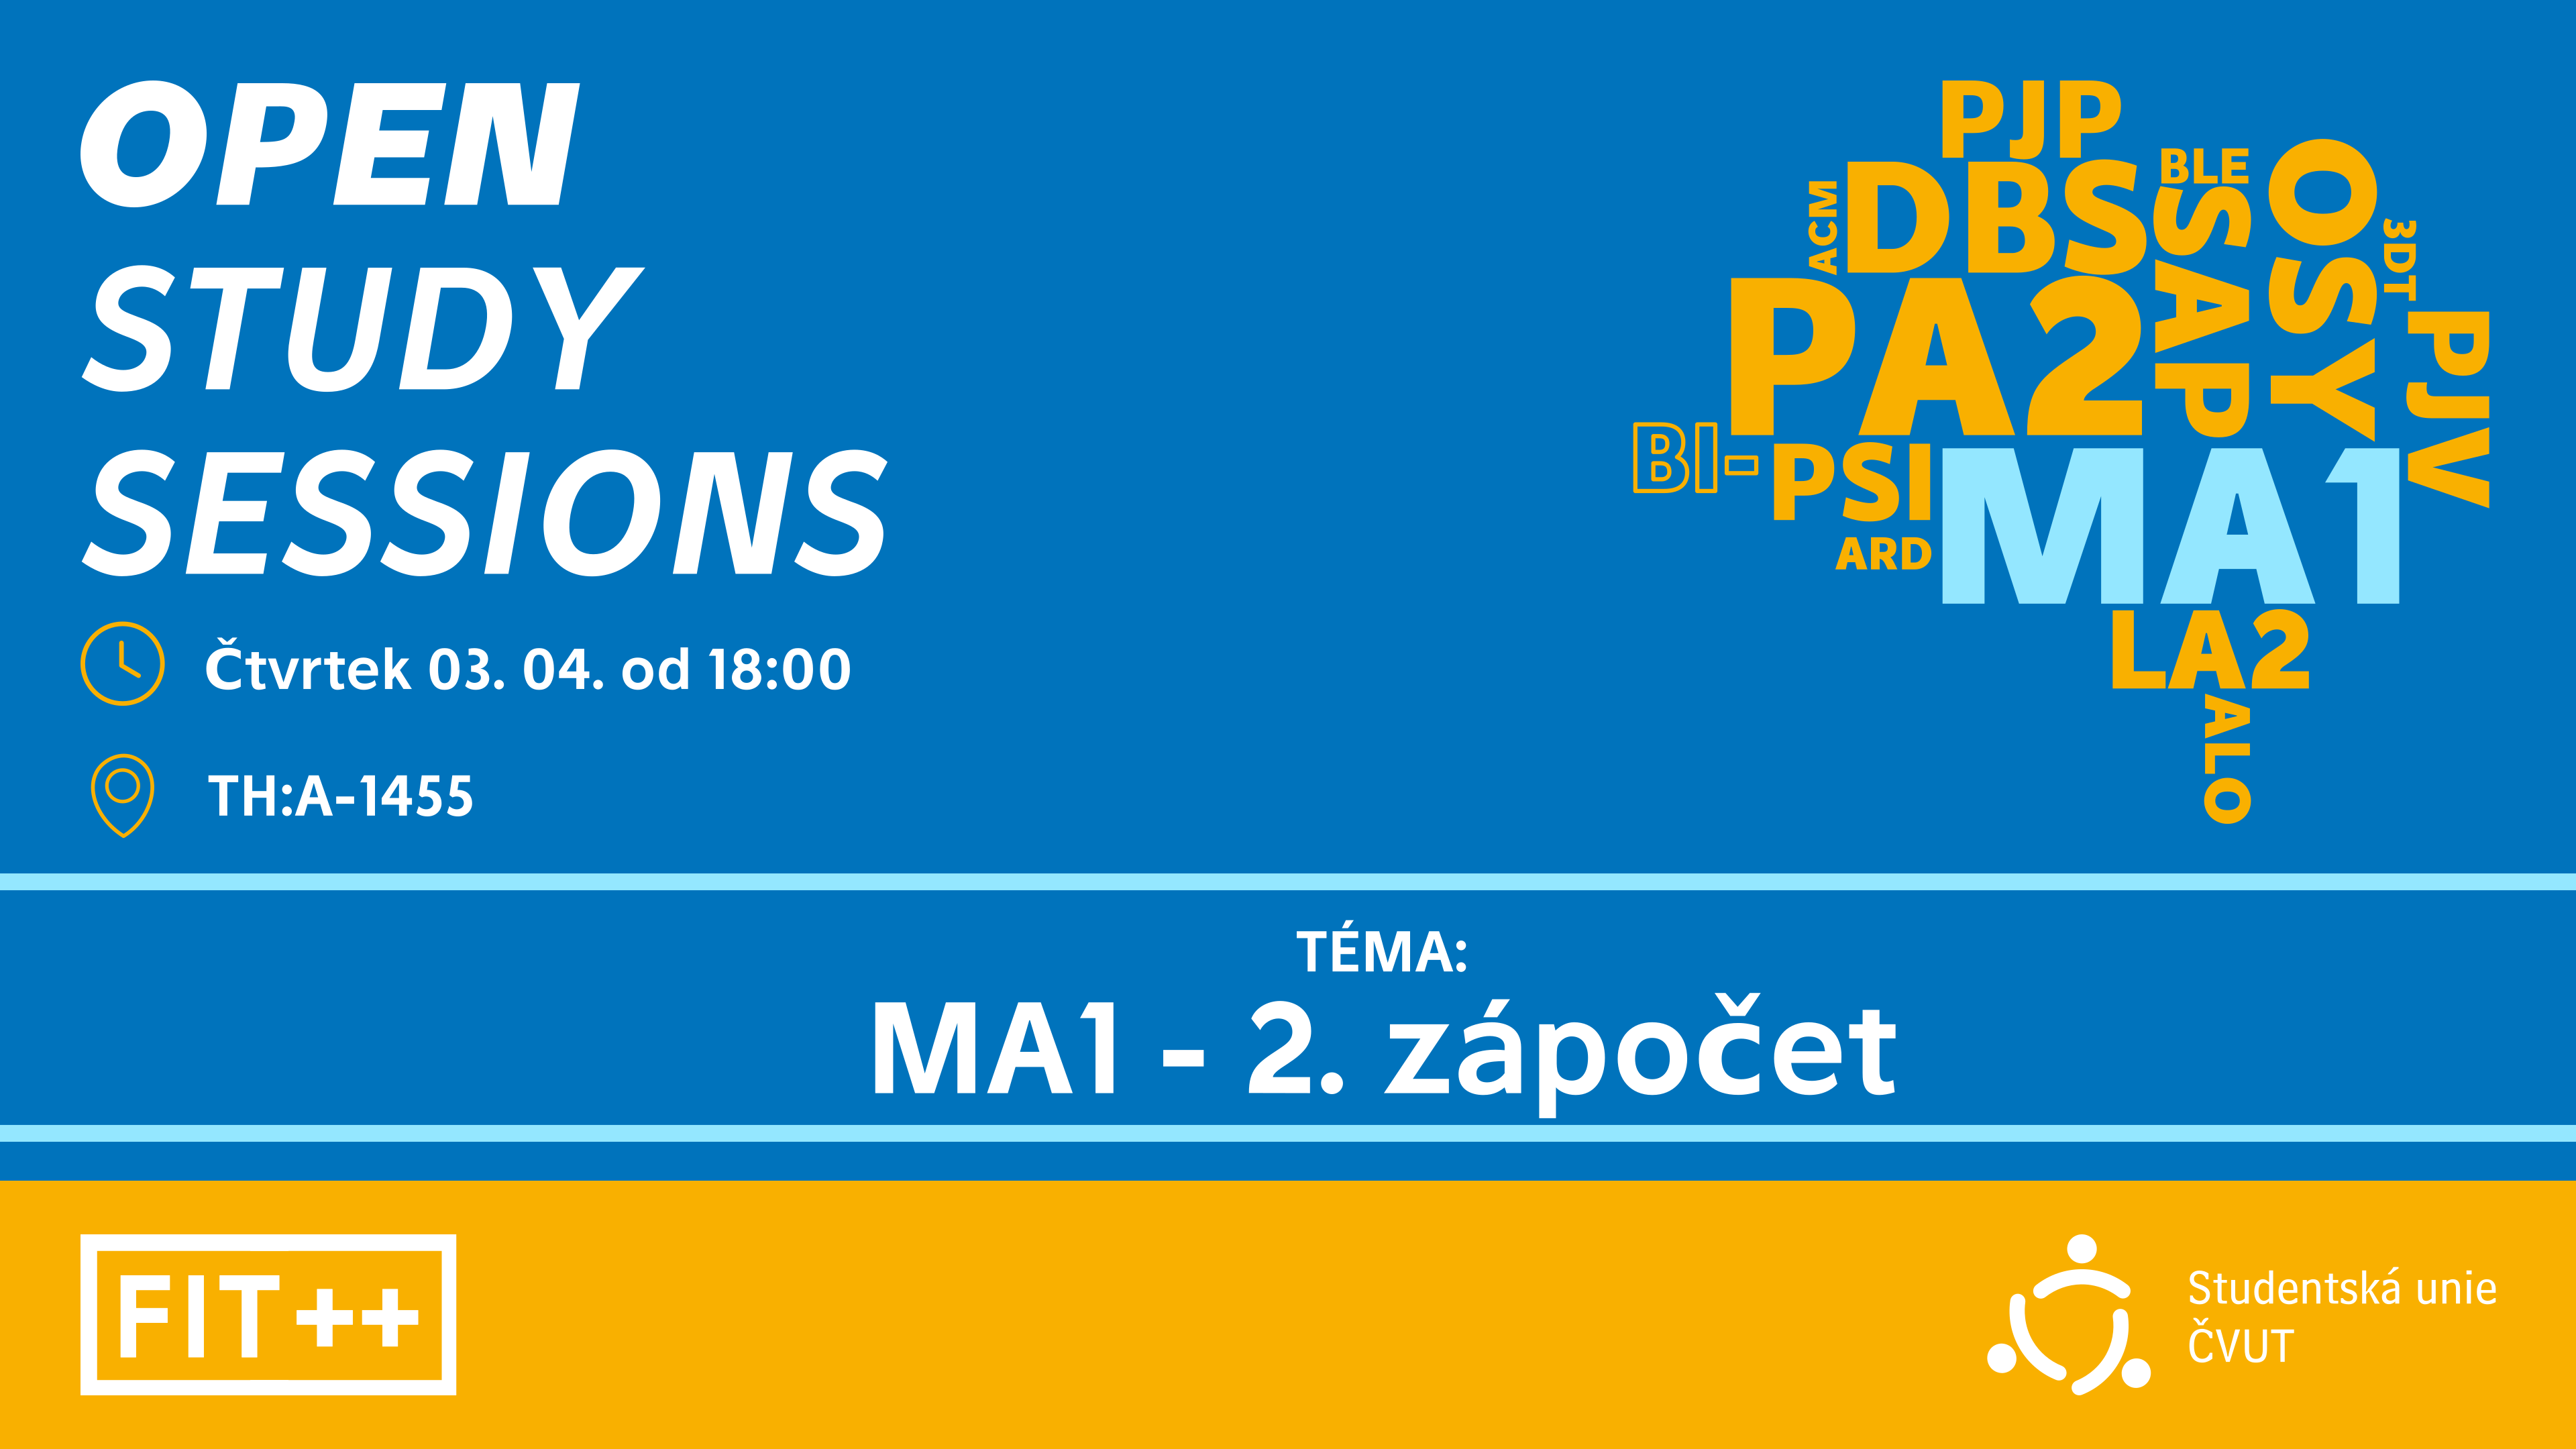 OPEN
STUDY
SESSIONS
Čtvrtek 03. 04. od 18:00
TH:A-1455
PJP
BLE
ACM
DBS
SAP
OSY
3DT
PA2
PJV
BI-
PSI
MA1
ARD
LA2
ALO
TÉMA:
MA1 - 2. zápočet
FIT++
Studentská unie
ČVUT